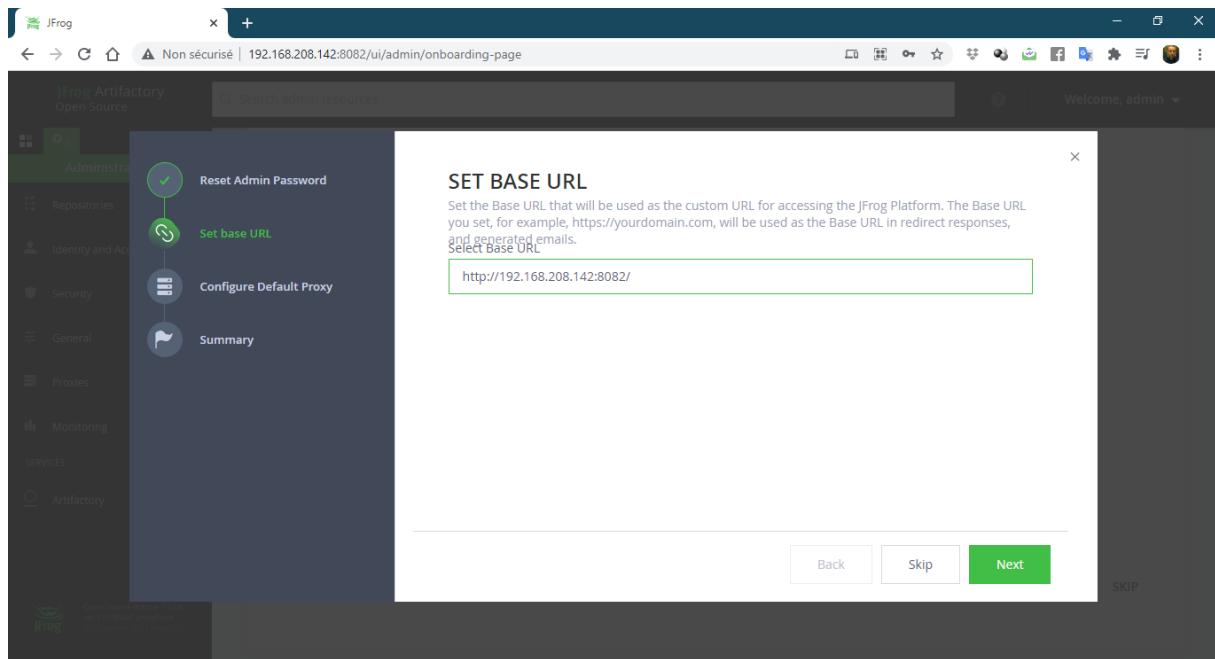 JFrog
Non sécurisé | 192.168.208.142:8082/ui/admin/onboarding-page
JFrog Artifactory
Open Source
Search admin resources
Welcome, admin
Administra
Repositories
Identity and Ac
Security
General
Proxies
Monitoring
SERVICES
Artifactory
JFrog
Reset Admin Password
Set base URL
Configure Default Proxy
Summary
SET BASE URL
Set the Base URL that will be used as the custom URL for accessing the JFrog Platform. The Base URL
you set, for example, https://yourdomain.com, will be used as the Base URL in redirect responses,
and generated emails.
Select Base URL
http://192.168.208.142:8082/
Back
Skip
Next
SKIP